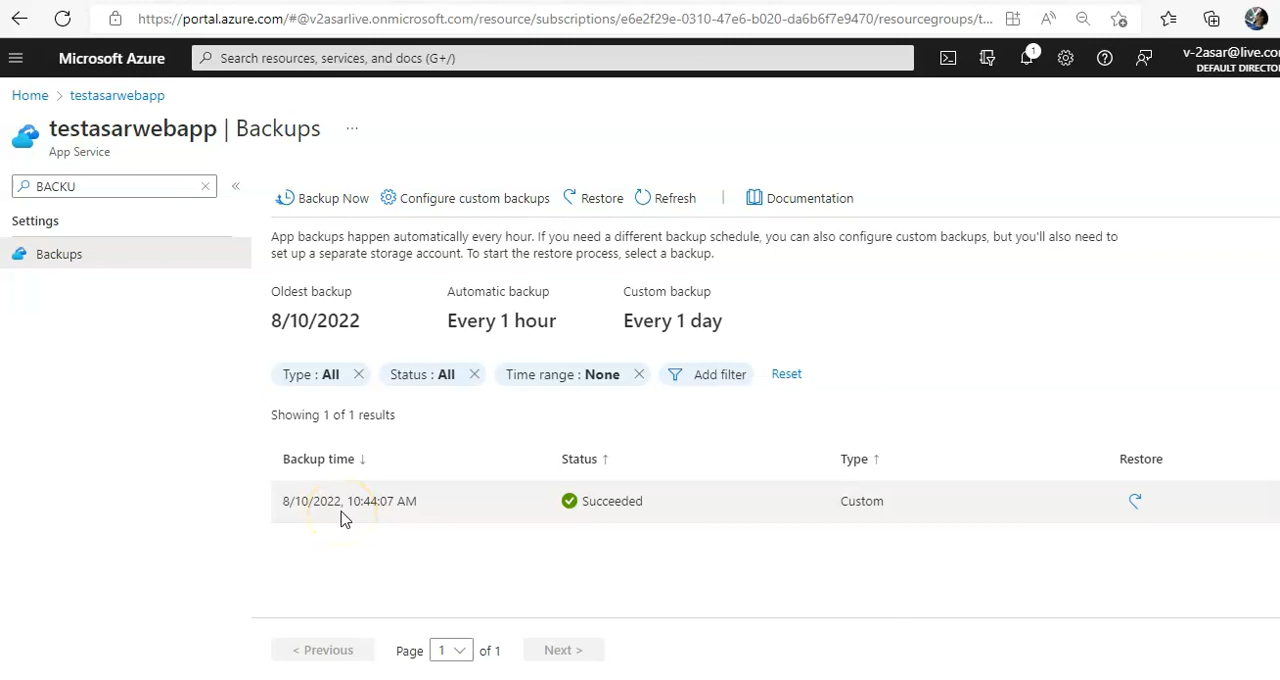 https://portal.azure.com/#@v2asarlive.onmicrosoft.com/resource/subscriptions/e6e2f29e-0310-47e6-b020-da6b6f7e9470/resourcegroups/t...
Microsoft Azure
Search resources, services, and docs (G+/)
1
v-2asar@live.co
DEFAULT DIRECTO
Home > testasarwebapp
testasarwebapp | Backups ...
App Service
BACKU
Settings
Backups
Backup Now Configure custom backups Restore Refresh | Documentation
App backups happen automatically every hour. If you need a different backup schedule, you can also configure custom backups, but you'll also need to
set up a separate storage account. To start the restore process, select a backup.
Oldest backup Automatic backup Custom backup
8/10/2022 Every 1 hour Every 1 day
Type : All Status : All Time range : None Add filter Reset
Showing 1 of 1 results
Backup time ↓ Status ↑ Type ↑ Restore
8/10/2022, 10:44:07 AM Succeeded Custom
< Previous Page 1 of 1 Next >